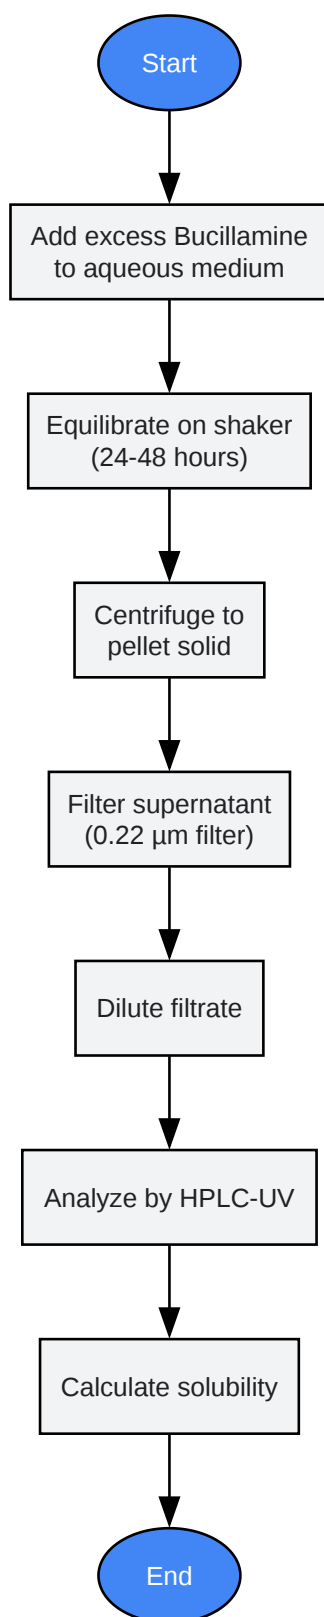 Start
Add excess Bucillamine
to aqueous medium
Equilibrate on shaker
(24-48 hours)
Centrifuge to
pellet solid
Filter supernatant
(0.22 µm filter)
Dilute filtrate
Analyze by HPLC-UV
Calculate solubility
End